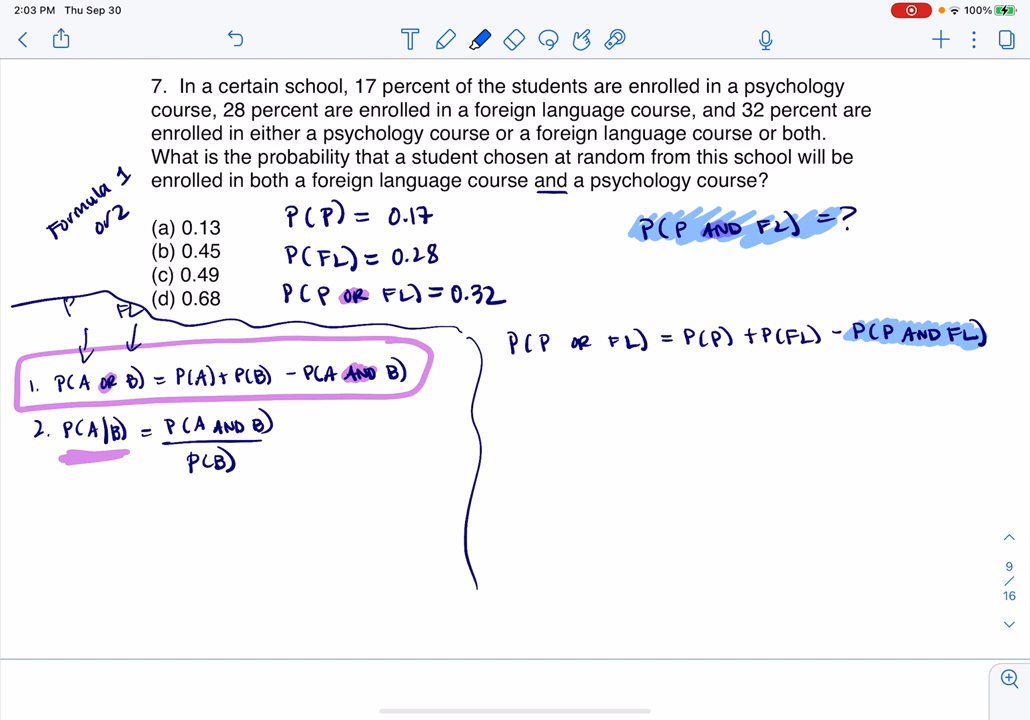 2:03 PM Thu Sep 30
100%
7. In a certain school, 17 percent of the students are enrolled in a psychology
course, 28 percent are enrolled in a foreign language course, and 32 percent are
enrolled in either a psychology course or a foreign language course or both.
What is the probability that a student chosen at random from this school will be
enrolled in both a foreign language course and a psychology course?
Formula 1
or 2
(a) 0.13
(b) 0.45
(c) 0.49
(d) 0.68
P(P) = 0.17
P(FL) = 0.28
P(P OR FL) = 0.32
P(P AND FL) = ?
P FL
1. P(A OR B) = P(A) + P(B) - P(A AND B)
2. P(A|B) = P(A AND B)
P(B)
P(P OR FL) = P(P) + P(FL) - P(P AND FL)
9
/
16